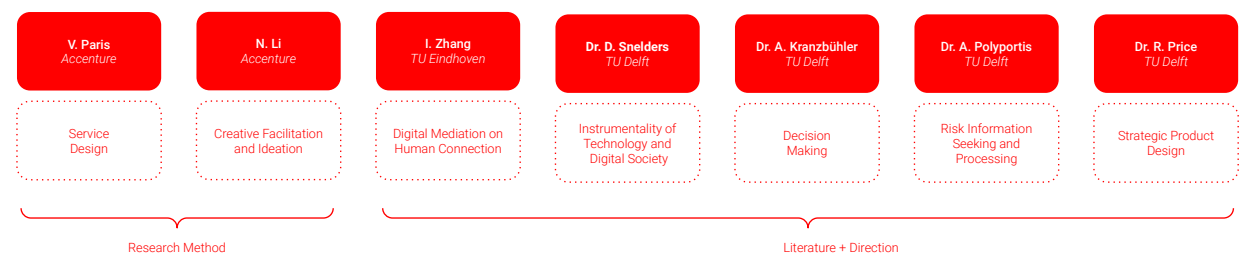 V. Paris
Accenture
N. Li
Accenture
I. Zhang
TU Eindhoven
Dr. D. Snelders
TU Delft
Dr. A. Kranzbühler
TU Delft
Dr. A. Polyportis
TU Delft
Dr. R. Price
TU Delft
Service
Design
Creative Facilitation
and Ideation
Digital Mediation on
Human Connection
Instrumentality of
Technology and
Digital Society
Decision
Making
Risk Information
Seeking and
Processing
Strategic Product
Design
Research Method
Literature + Direction